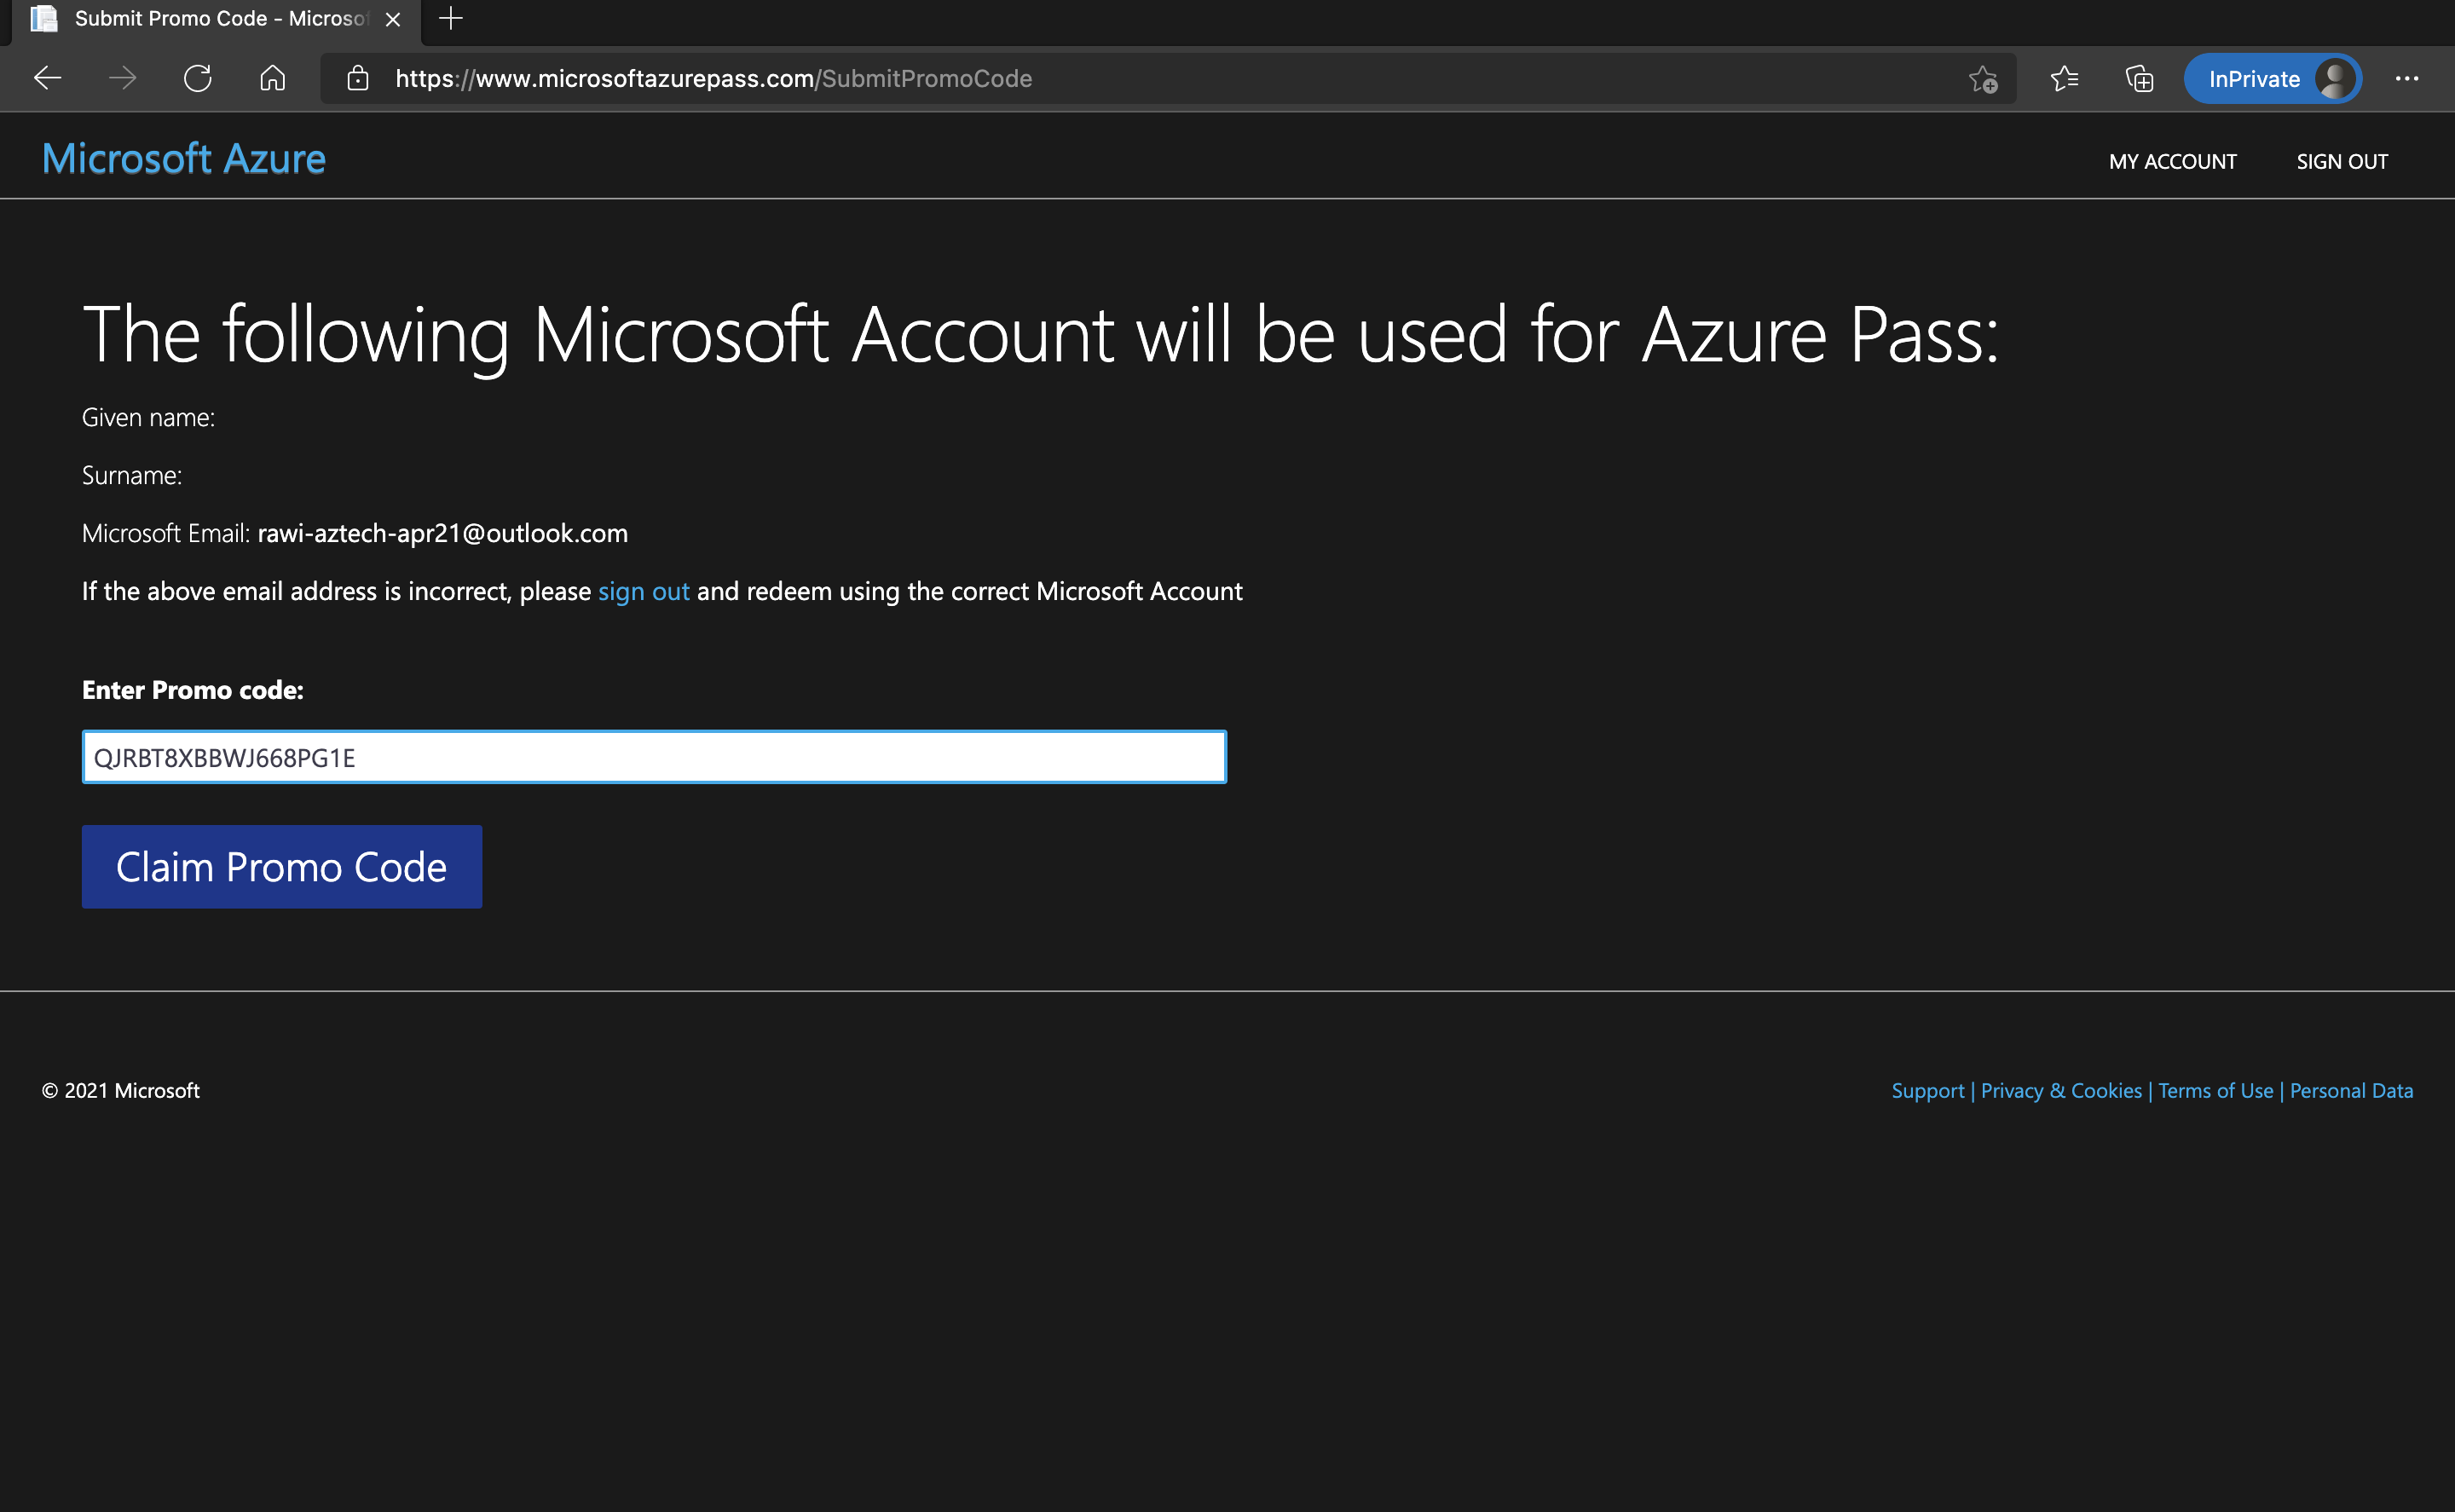 Submit Promo Code - Microsof
https://www.microsoftazurepass.com/SubmitPromoCode
InPrivate
Microsoft Azure
MY ACCOUNT
SIGN OUT
The following Microsoft Account will be used for Azure Pass:
Given name:
Surname:
Microsoft Email: rawi-aztech-apr21@outlook.com
If the above email address is incorrect, please sign out and redeem using the correct Microsoft Account
Enter Promo code:
QJRBT8XBBWJ668PG1E
Claim Promo Code
© 2021 Microsoft
Support | Privacy & Cookies | Terms of Use | Personal Data